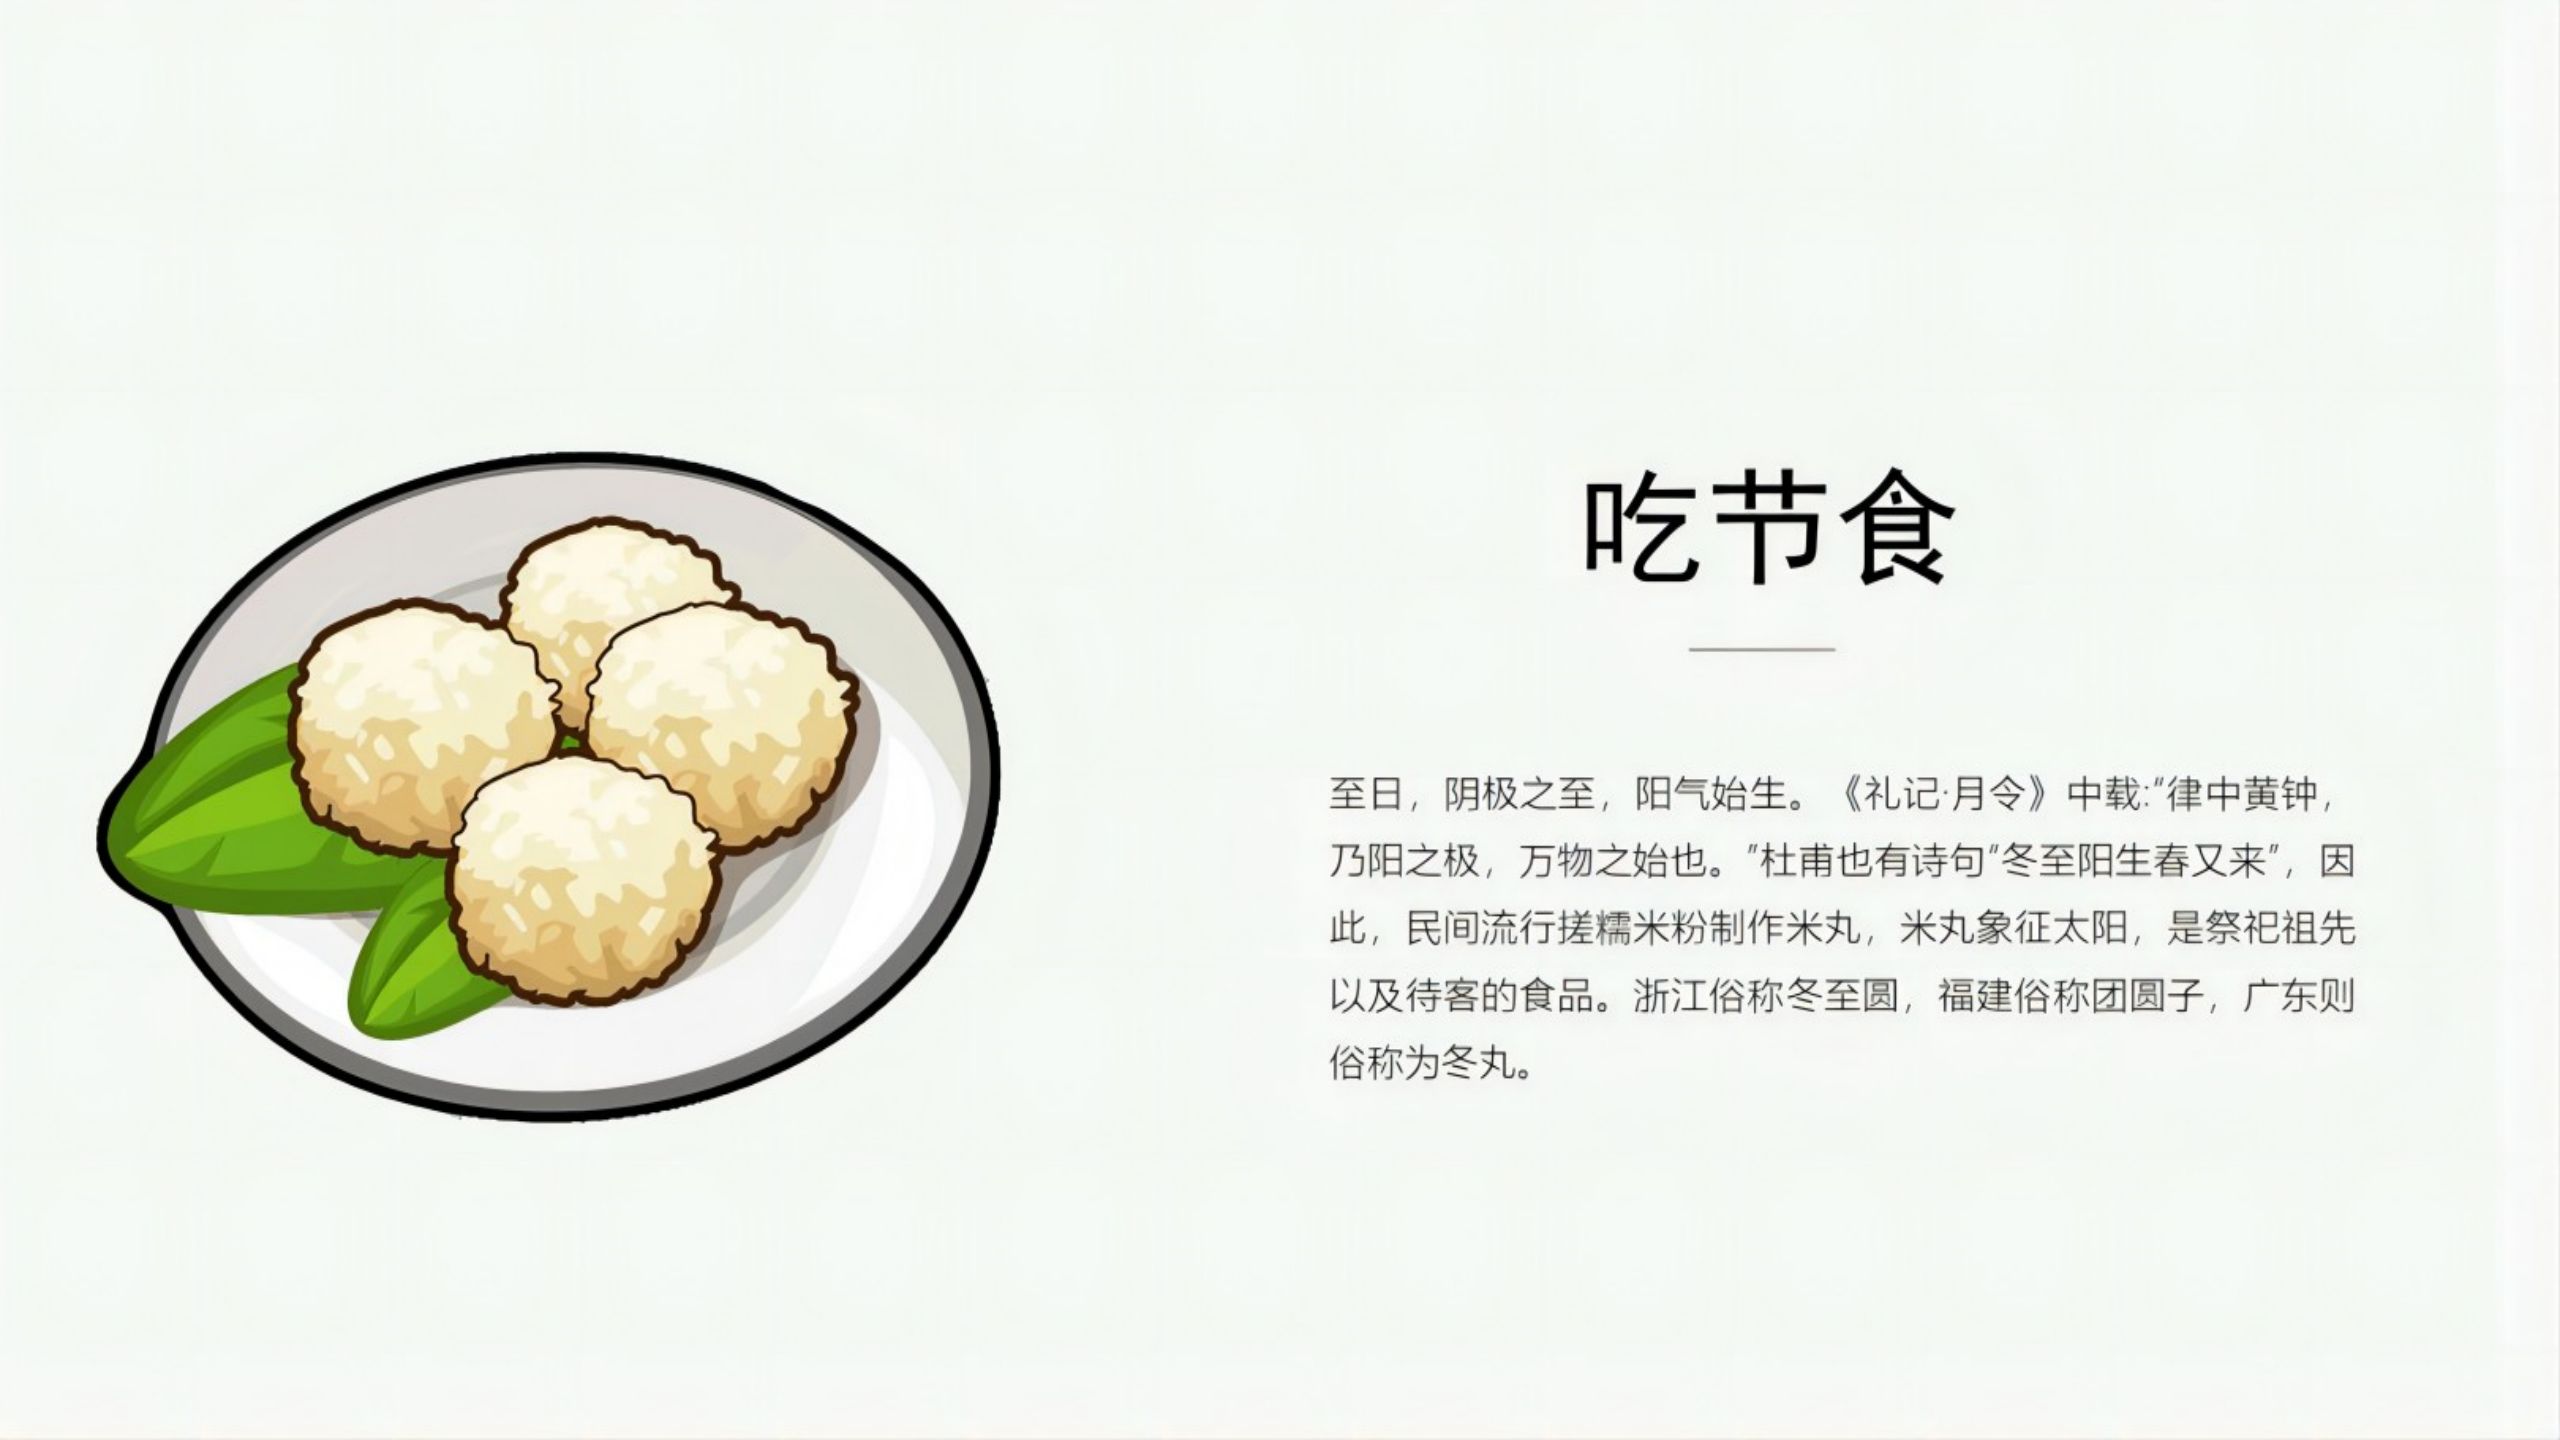 吃节食
至日，阴极之至，阳气始生。《礼记·月令》中载:"律中黄钟，
乃阳之极，万物之始也。"杜甫也有诗句"冬至阳生春又来"，因
此，民间流行搓糯米粉制作米丸，米丸象征太阳，是祭祀祖先
以及待客的食品。浙江俗称冬至圆，福建俗称团圆子，广东则
俗称为冬丸。